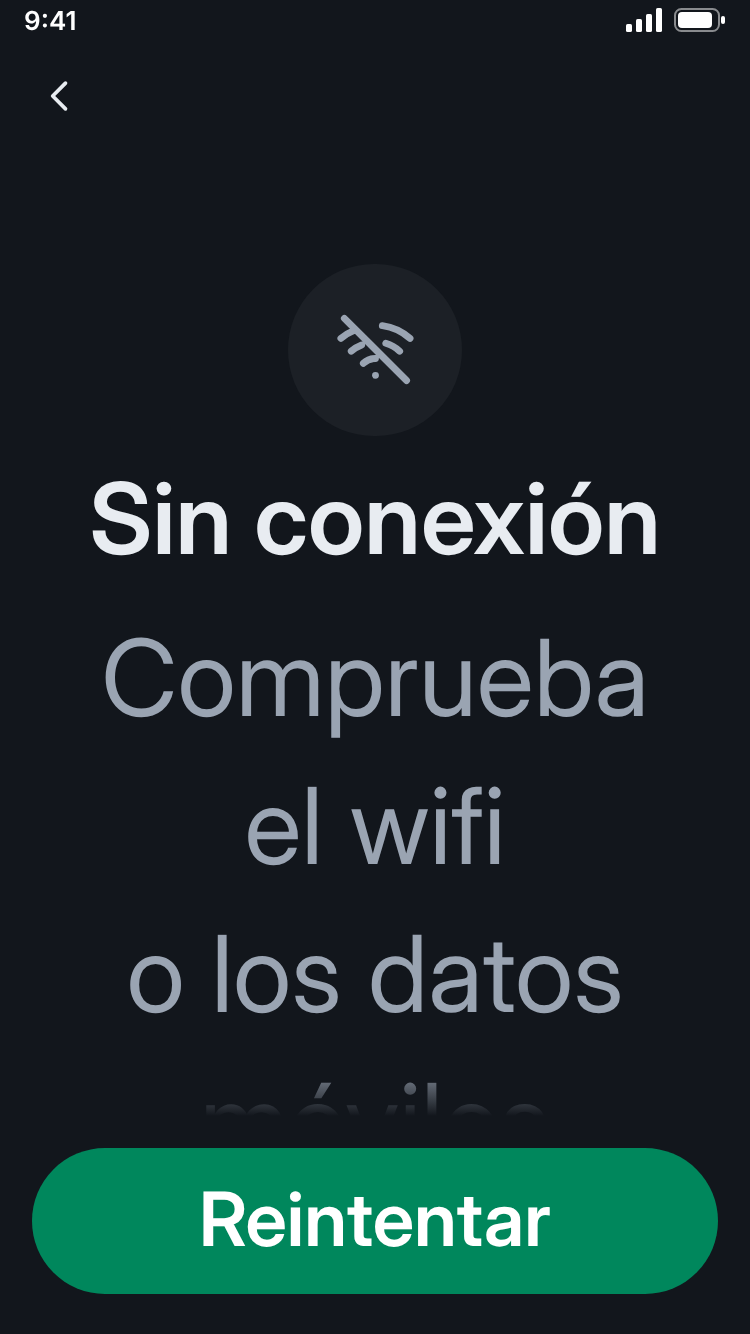 9:41
Sin conexión
Comprueba
el wifi
o los datos
Reintentar